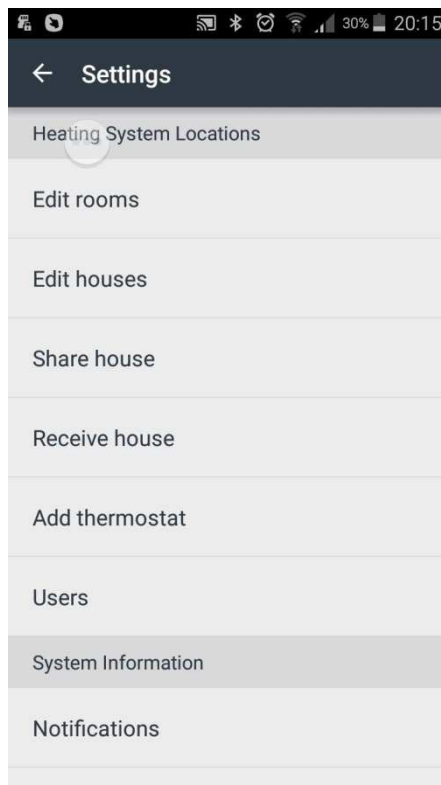 30% 20:15
Settings
Heating System Locations
Edit rooms
Edit houses
Share house
Receive house
Add thermostat
Users
System Information
Notifications